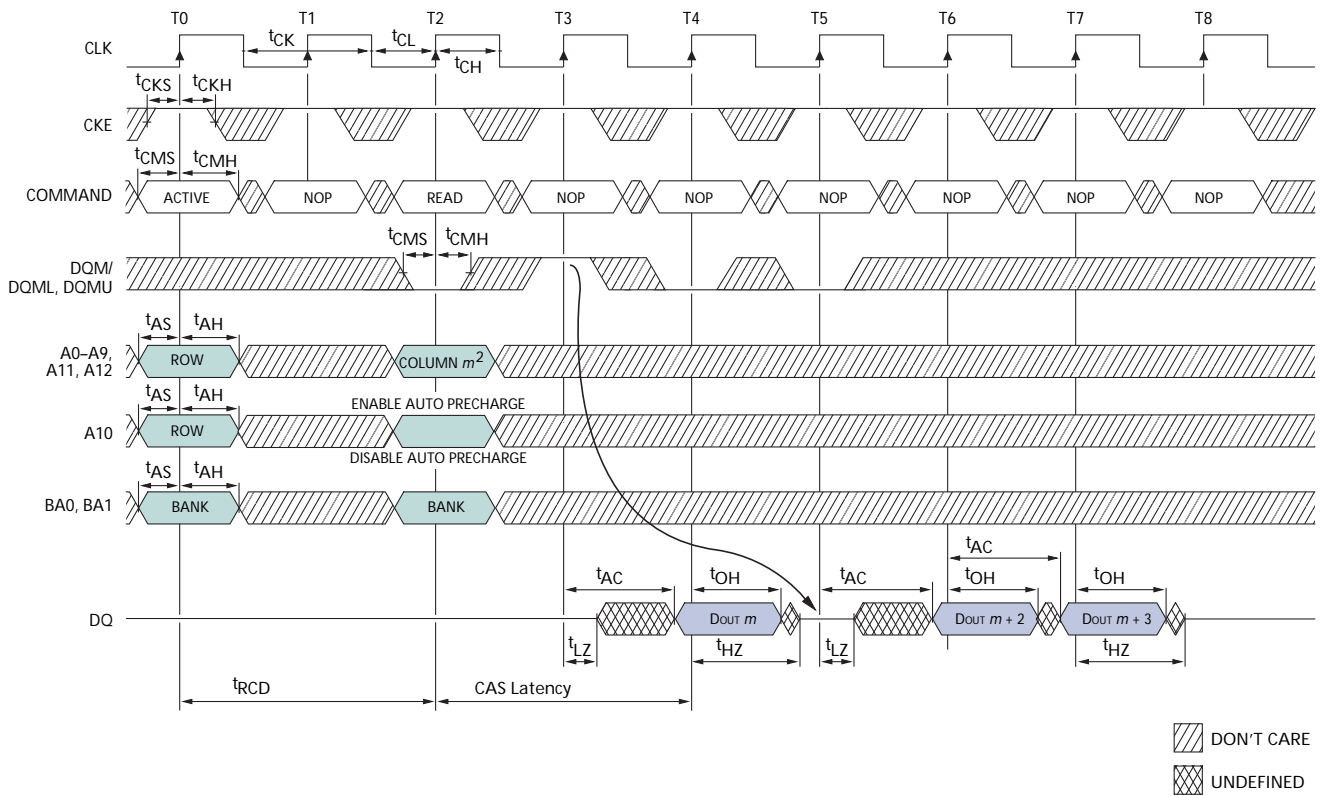 T0 T1 T2 T3 T4 T5 T6 T7 T8
CLK
tCK tCL
tCH
tCKS tCKH
CKE
tCMS tCMH
COMMAND ACTIVE NOP READ NOP NOP NOP NOP NOP NOP
tCMS tCMH
DQM/
DQML, DQMU
tAS tAH
A0–A9,
A11, A12
ROW COLUMN m2
tAS tAH
ENABLE AUTO PRECHARGE
A10 ROW
DISABLE AUTO PRECHARGE
tAS tAH
BA0, BA1 BANK BANK
tAC
tAC tOH tAC tOH tOH
DQ DOUT m DOUT m + 2 DOUT m + 3
tLZ tHZ tLZ tHZ
tRCD CAS Latency
DON'T CARE
UNDEFINED